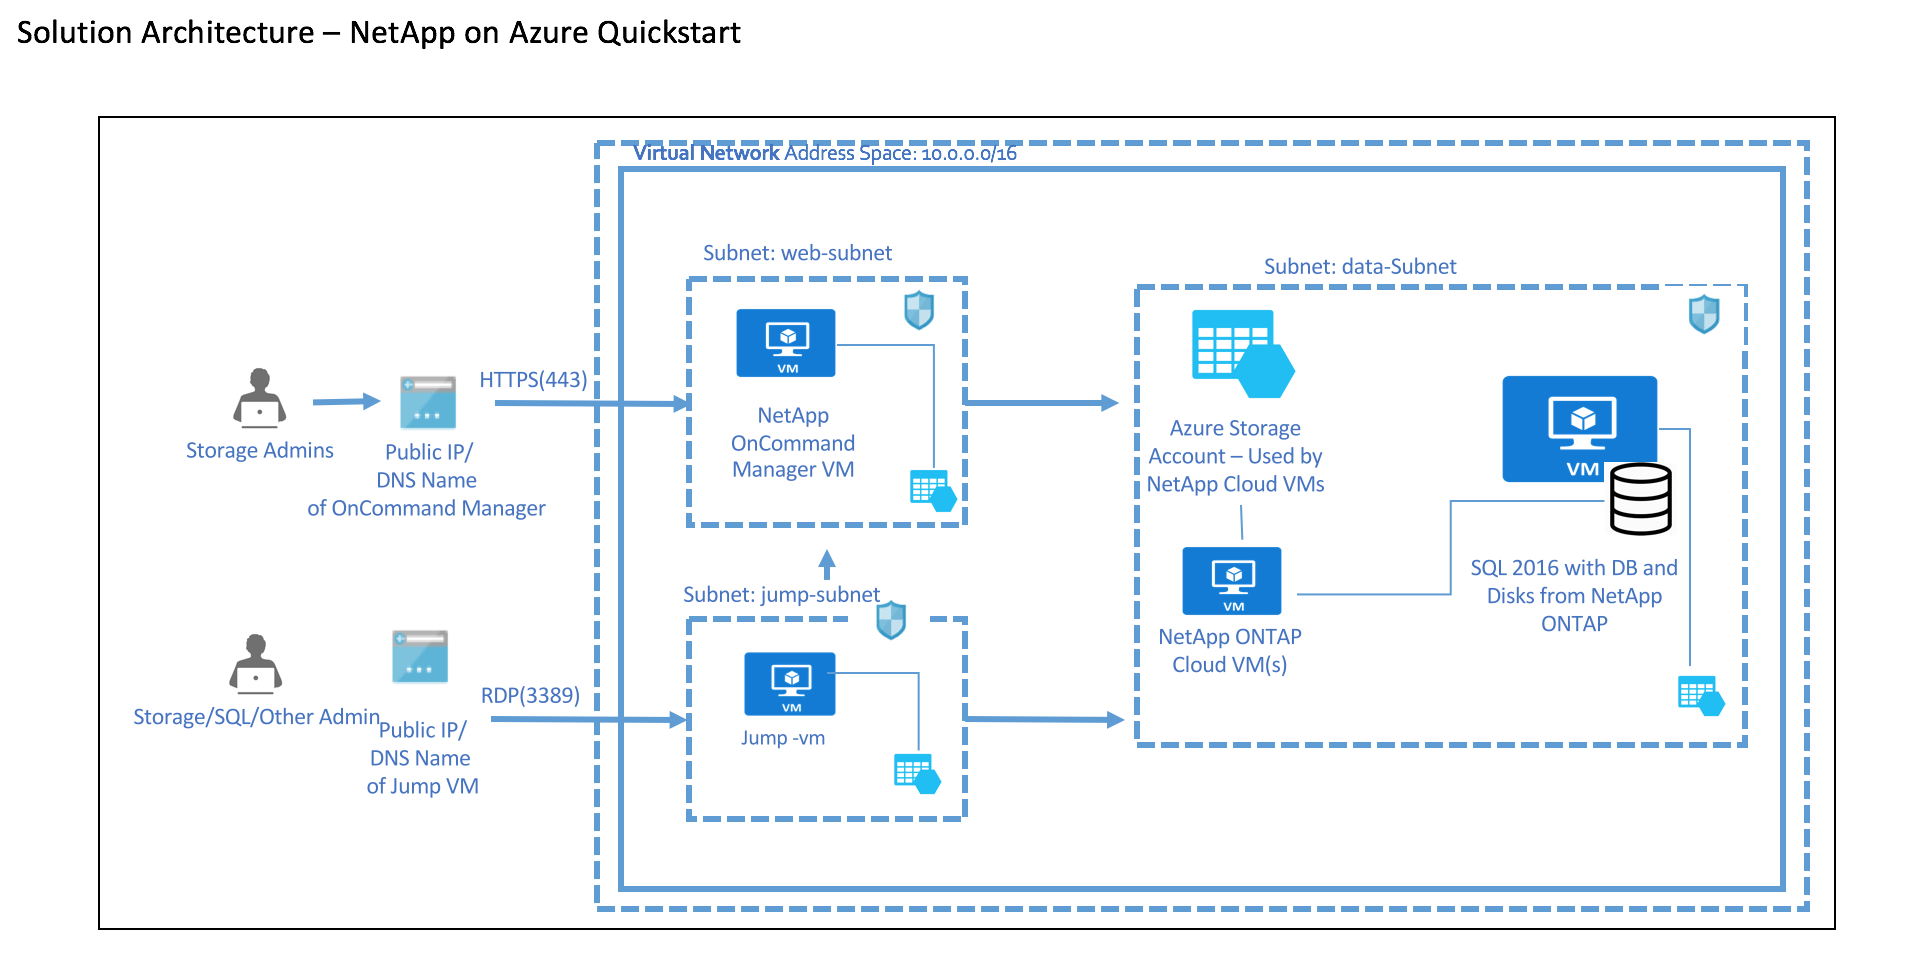 Solution Architecture – NetApp on Azure Quickstart
Virtual Network Address Space: 10.0.0.0/16
Subnet: web-subnet
Subnet: data-Subnet
VM
NetApp
OnCommand
Manager VM
HTTPS(443)
Storage Admins
Public IP/
DNS Name
of OnCommand Manager
Azure Storage
Account – Used by
NetApp Cloud VMs
VM
SQL 2016 with DB and
Disks from NetApp
ONTAP
VM
NetApp ONTAP
Cloud VM(s)
Subnet: jump-subnet
VM
Jump -vm
RDP(3389)
Storage/SQL/Other Admin
Public IP/
DNS Name
of Jump VM